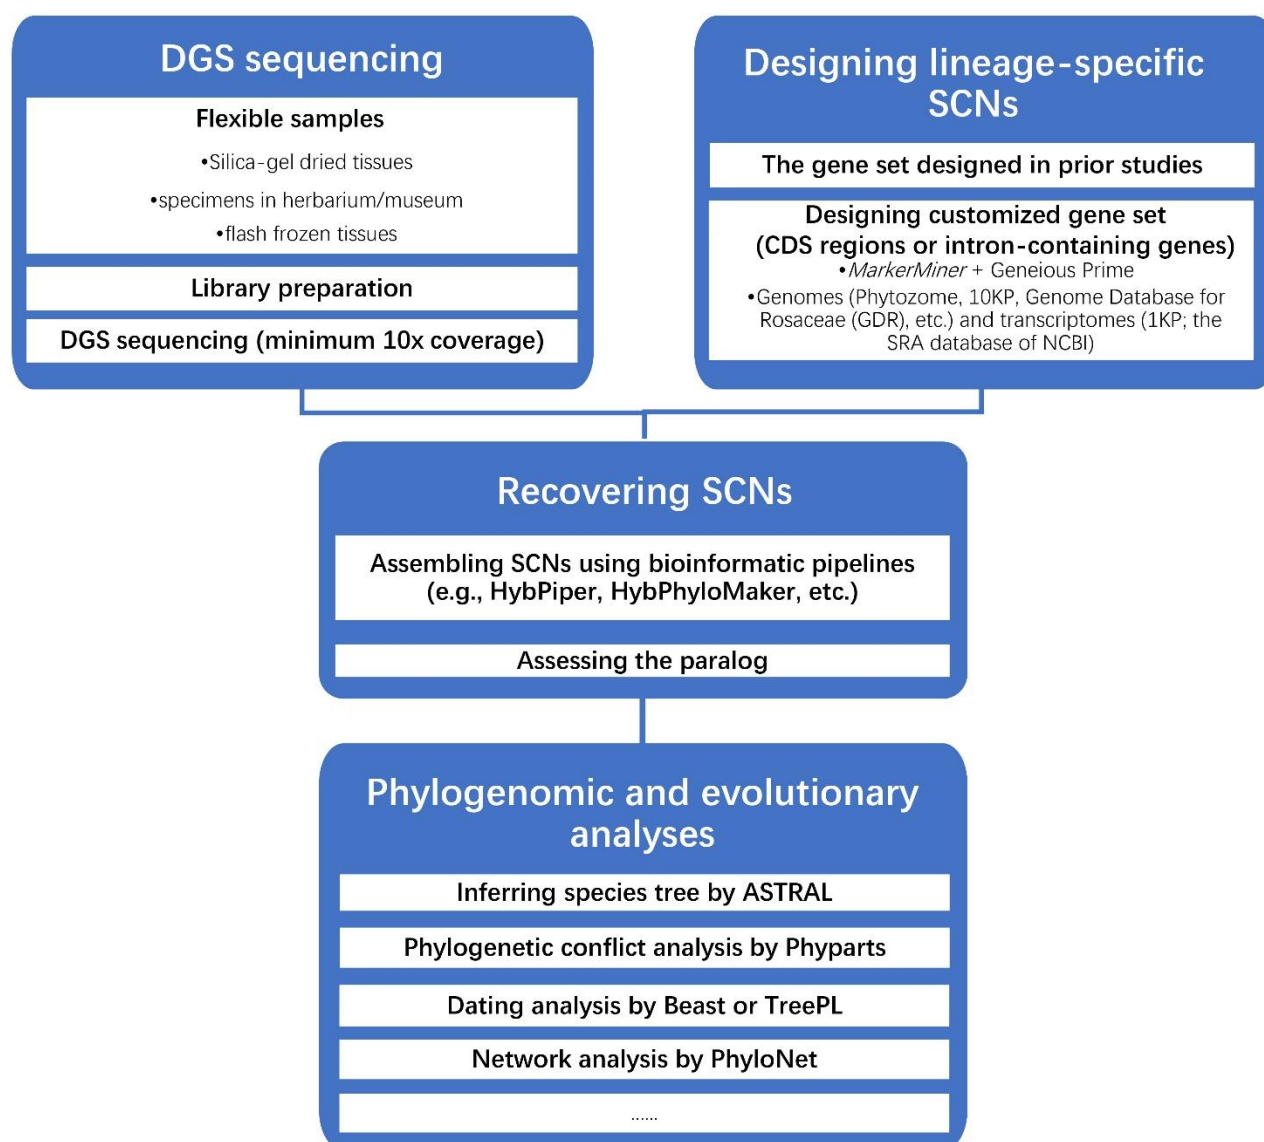 DGS sequencing
Flexible samples
•Silica-gel dried tissues
•specimens in herbarium/museum
•flash frozen tissues
Library preparation
DGS sequencing (minimum 10x coverage)
Designing lineage-specific
SCNs
The gene set designed in prior studies
Designing customized gene set
(CDS regions or intron-containing genes)
•MarkerMiner + Geneious Prime
•Genomes (Phytozome, 10KP, Genome Database for
Rosaceae (GDR), etc.) and transcriptomes (1KP; the
SRA database of NCBI)
Recovering SCNs
Assembling SCNs using bioinformatic pipelines
(e.g., HybPiper, HybPhyloMaker, etc.)
Assessing the paralog
Phylogenomic and evolutionary
analyses
Inferring species tree by ASTRAL
Phylogenetic conflict analysis by Phyparts
Dating analysis by Beast or TreePL
Network analysis by PhyloNet
......